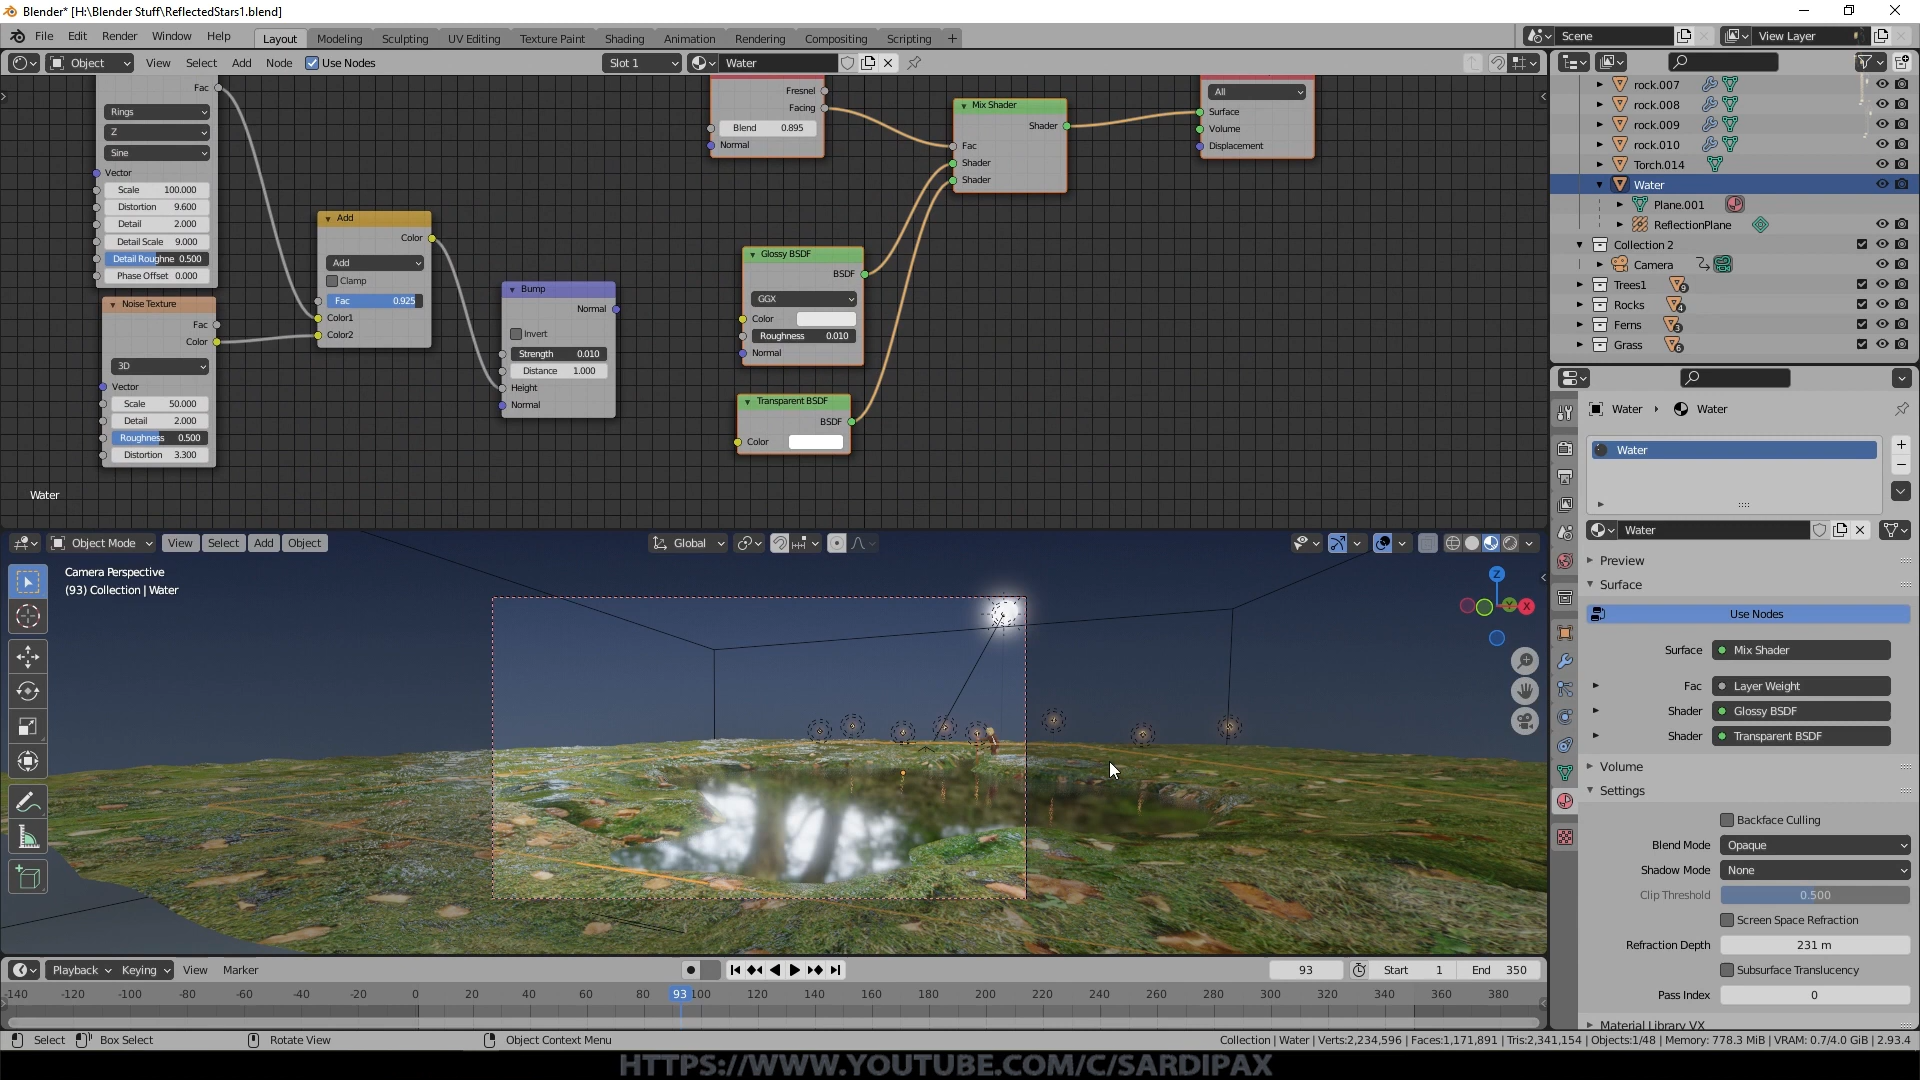 Blender* [H:\Blender Stuff\ReflectedStars1.blend]
File Edit Render Window Help Layout Modeling Sculpting UV Editing Texture Paint Shading Animation Rendering Compositing Scripting +
Scene
View Layer
Object View Select Add Node Use Nodes Slot 1 Water
Fac
Rings
Z
Sine
Vector
Scale 100.000
Distortion 9.600
Detail 2.000
Detail Scale 9.000
Detail Roughne 0.500
Phase Offset 0.000
Noise Texture
Fac
Color
3D
Vector
Scale 50.000
Detail 2.000
Roughness 0.500
Distortion 3.300
Water
Add
Color
Add
Clamp
Fac 0.925
Color1
Color2
Bump
Normal
Invert
Strength 0.010
Distance 1.000
Height
Normal
Fresnel
Facing
Blend 0.895
Normal
Glossy BSDF
BSDF
GGX
Color
Roughness 0.010
Normal
Transparent BSDF
BSDF
Color
Mix Shader
Shader
Fac
Shader
Shader
All
Surface
Volume
Displacement
rock.007
rock.008
rock.009
rock.010
Torch.014
Water
Plane.001
ReflectionPlane
Collection 2
Camera
Trees1 9
Rocks 4
Ferns 3
Grass 6
Water Water
Water
Water
Preview
Surface
Use Nodes
Surface Mix Shader
Fac Layer Weight
Shader Glossy BSDF
Shader Transparent BSDF
Volume
Settings
Backface Culling
Blend Mode Opaque
Shadow Mode None
Clip Threshold 0.500
Screen Space Refraction
Refraction Depth 231 m
Subsurface Translucency
Pass Index 0
Material Library VX
Object Mode View Select Add Object Global
Camera Perspective
(93) Collection | Water
Z
Y
X
Playback Keying View Marker 93 Start 1 End 350
-140 -120 -100 -80 -60 -40 -20 0 20 40 60 80 93 100 120 140 160 180 200 220 240 260 280 300 320 340 360 380
Select Box Select Rotate View Object Context Menu Collection | Water | Verts:2,234,596 | Faces:1,171,891 | Tris:2,341,154 | Objects:1/48 | Memory: 778.3 MiB | VRAM: 0.7/4.0 GiB | 2.93.4
HTTPS://WWW.YOUTUBE.COM/C/SARDIPAX